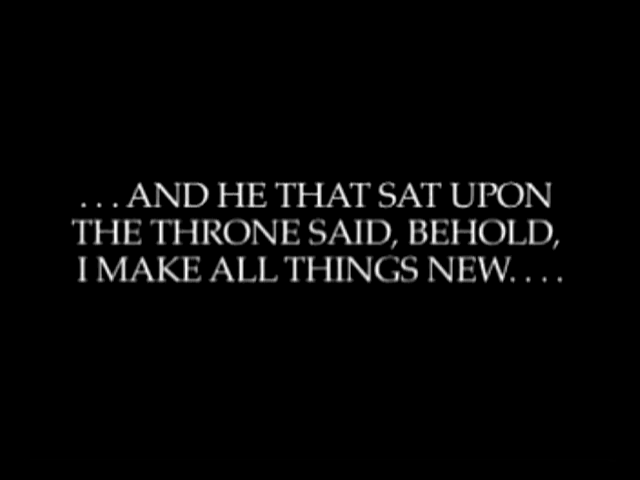 . . . AND HE THAT SAT UPON
THE THRONE SAID, BEHOLD,
I MAKE ALL THINGS NEW. . . .